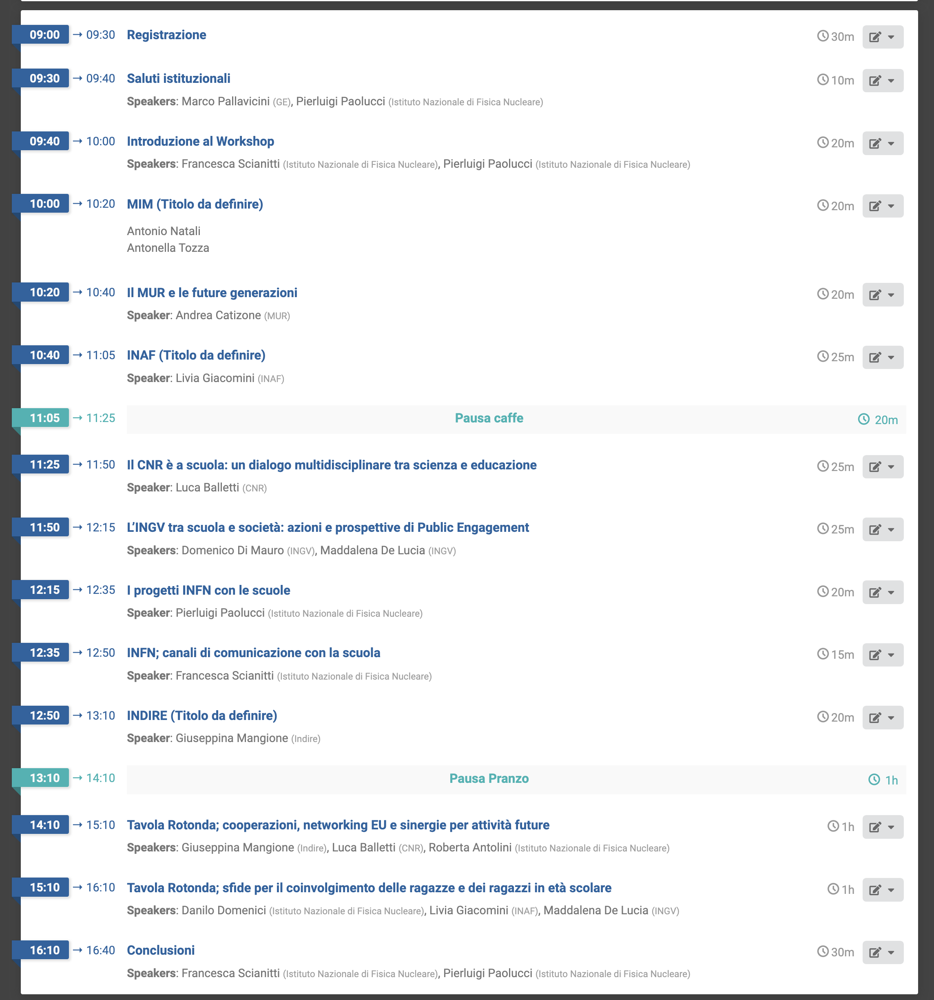 09:00 → 09:30 Registrazione 30m
09:30 → 09:40 Saluti istituzionali 10m
Speakers: Marco Pallavicini (GE), Pierluigi Paolucci (Istituto Nazionale di Fisica Nucleare)
09:40 → 10:00 Introduzione al Workshop 20m
Speakers: Francesca Scianitti (Istituto Nazionale di Fisica Nucleare), Pierluigi Paolucci (Istituto Nazionale di Fisica Nucleare)
10:00 → 10:20 MIM (Titolo da definire) 20m
Antonio Natali
Antonella Tozza
10:20 → 10:40 Il MUR e le future generazioni 20m
Speaker: Andrea Catizone (MUR)
10:40 → 11:05 INAF (Titolo da definire) 25m
Speaker: Livia Giacomini (INAF)
11:05 → 11:25 Pausa caffe 20m
11:25 → 11:50 Il CNR è a scuola: un dialogo multidisciplinare tra scienza e educazione 25m
Speaker: Luca Balletti (CNR)
11:50 → 12:15 L’INGV tra scuola e società: azioni e prospettive di Public Engagement 25m
Speakers: Domenico Di Mauro (INGV), Maddalena De Lucia (INGV)
12:15 → 12:35 I progetti INFN con le scuole 20m
Speaker: Pierluigi Paolucci (Istituto Nazionale di Fisica Nucleare)
12:35 → 12:50 INFN; canali di comunicazione con la scuola 15m
Speaker: Francesca Scianitti (Istituto Nazionale di Fisica Nucleare)
12:50 → 13:10 INDIRE (Titolo da definire) 20m
Speaker: Giuseppina Mangione (Indire)
13:10 → 14:10 Pausa Pranzo 1h
14:10 → 15:10 Tavola Rotonda; cooperazioni, networking EU e sinergie per attività future 1h
Speakers: Giuseppina Mangione (Indire), Luca Balletti (CNR), Roberta Antolini (Istituto Nazionale di Fisica Nucleare)
15:10 → 16:10 Tavola Rotonda; sfide per il coinvolgimento delle ragazze e dei ragazzi in età scolare 1h
Speakers: Danilo Domenici (Istituto Nazionale di Fisica Nucleare), Livia Giacomini (INAF), Maddalena De Lucia (INGV)
16:10 → 16:40 Conclusioni 30m
Speakers: Francesca Scianitti (Istituto Nazionale di Fisica Nucleare), Pierluigi Paolucci (Istituto Nazionale di Fisica Nucleare)